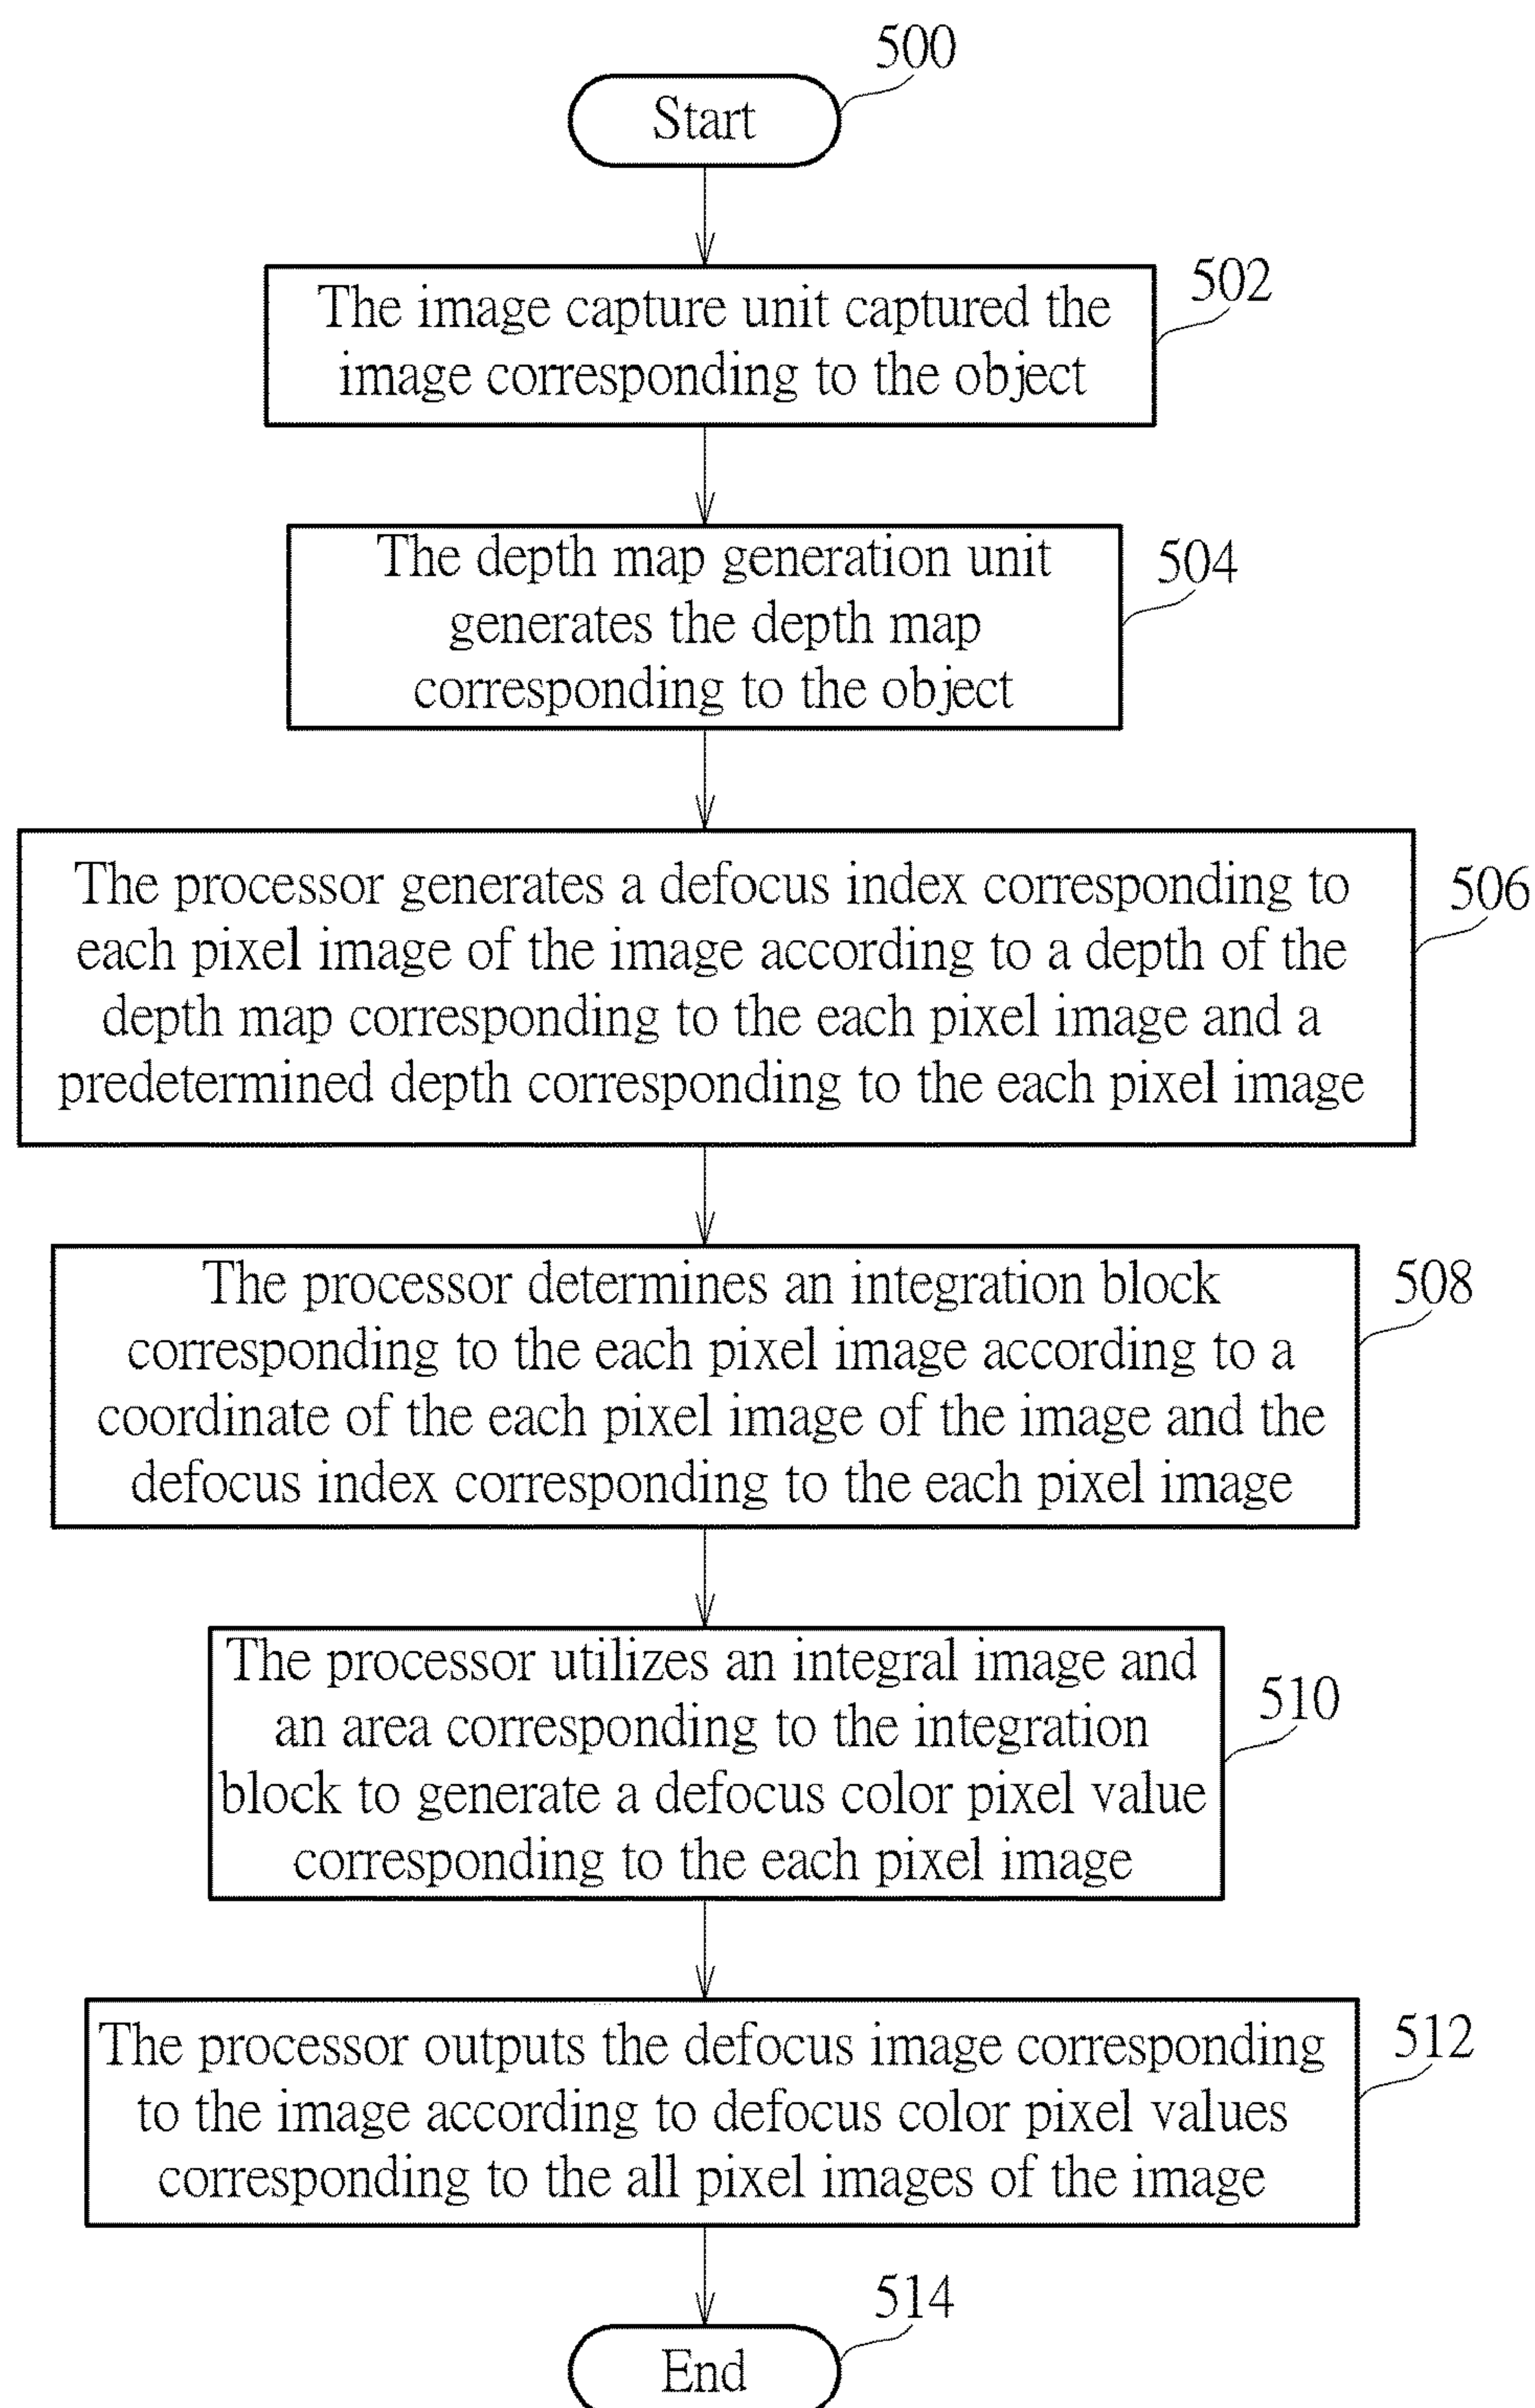 500
Start
502
The image capture unit captured the
image corresponding to the object
504
The depth map generation unit
generates the depth map
corresponding to the object
506
The processor generates a defocus index corresponding to
each pixel image of the image according to a depth of the
depth map corresponding to the each pixel image and a
predetermined depth corresponding to the each pixel image
508
The processor determines an integration block
corresponding to the each pixel image according to a
coordinate of the each pixel image of the image and the
defocus index corresponding to the each pixel image
510
The processor utilizes an integral image and
an area corresponding to the integration
block to generate a defocus color pixel value
corresponding to the each pixel image
512
The processor outputs the defocus image corresponding
to the image according to defocus color pixel values
corresponding to the all pixel images of the image
514
End